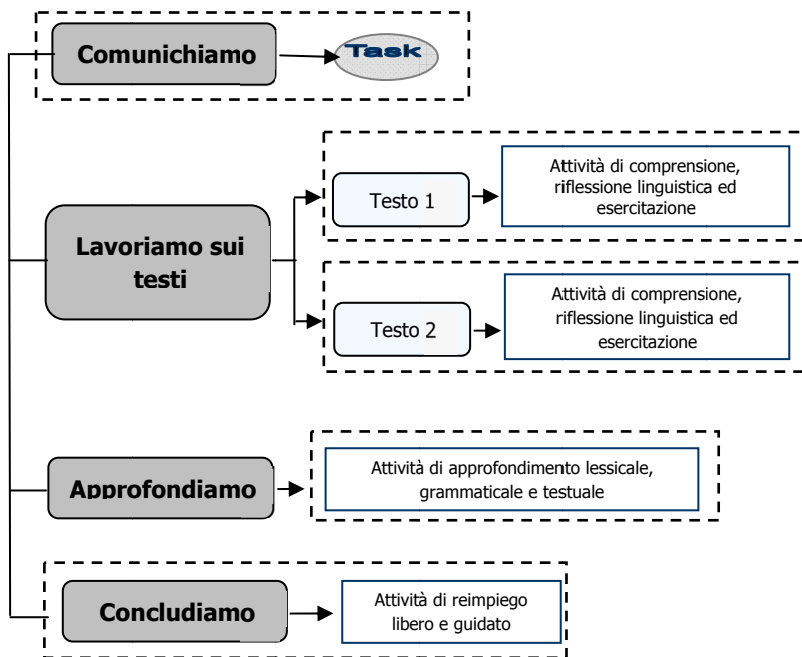 Comunichiamo
Task
Testo 1
Attività di comprensione,
riflessione linguistica ed
esercitazione
Lavoriamo sui
testi
Testo 2
Attività di comprensione,
riflessione linguistica ed
esercitazione
Approfondiamo
Attività di approfondimento lessicale,
grammaticale e testuale
Concludiamo
Attività di reimpiego
libero e guidato